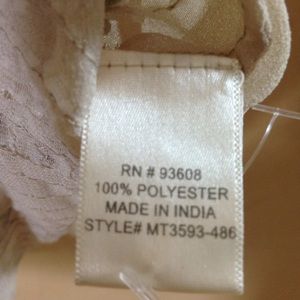 RN # 93608
100% POLYESTER
MADE IN INDIA
STYLE# MT3593-486